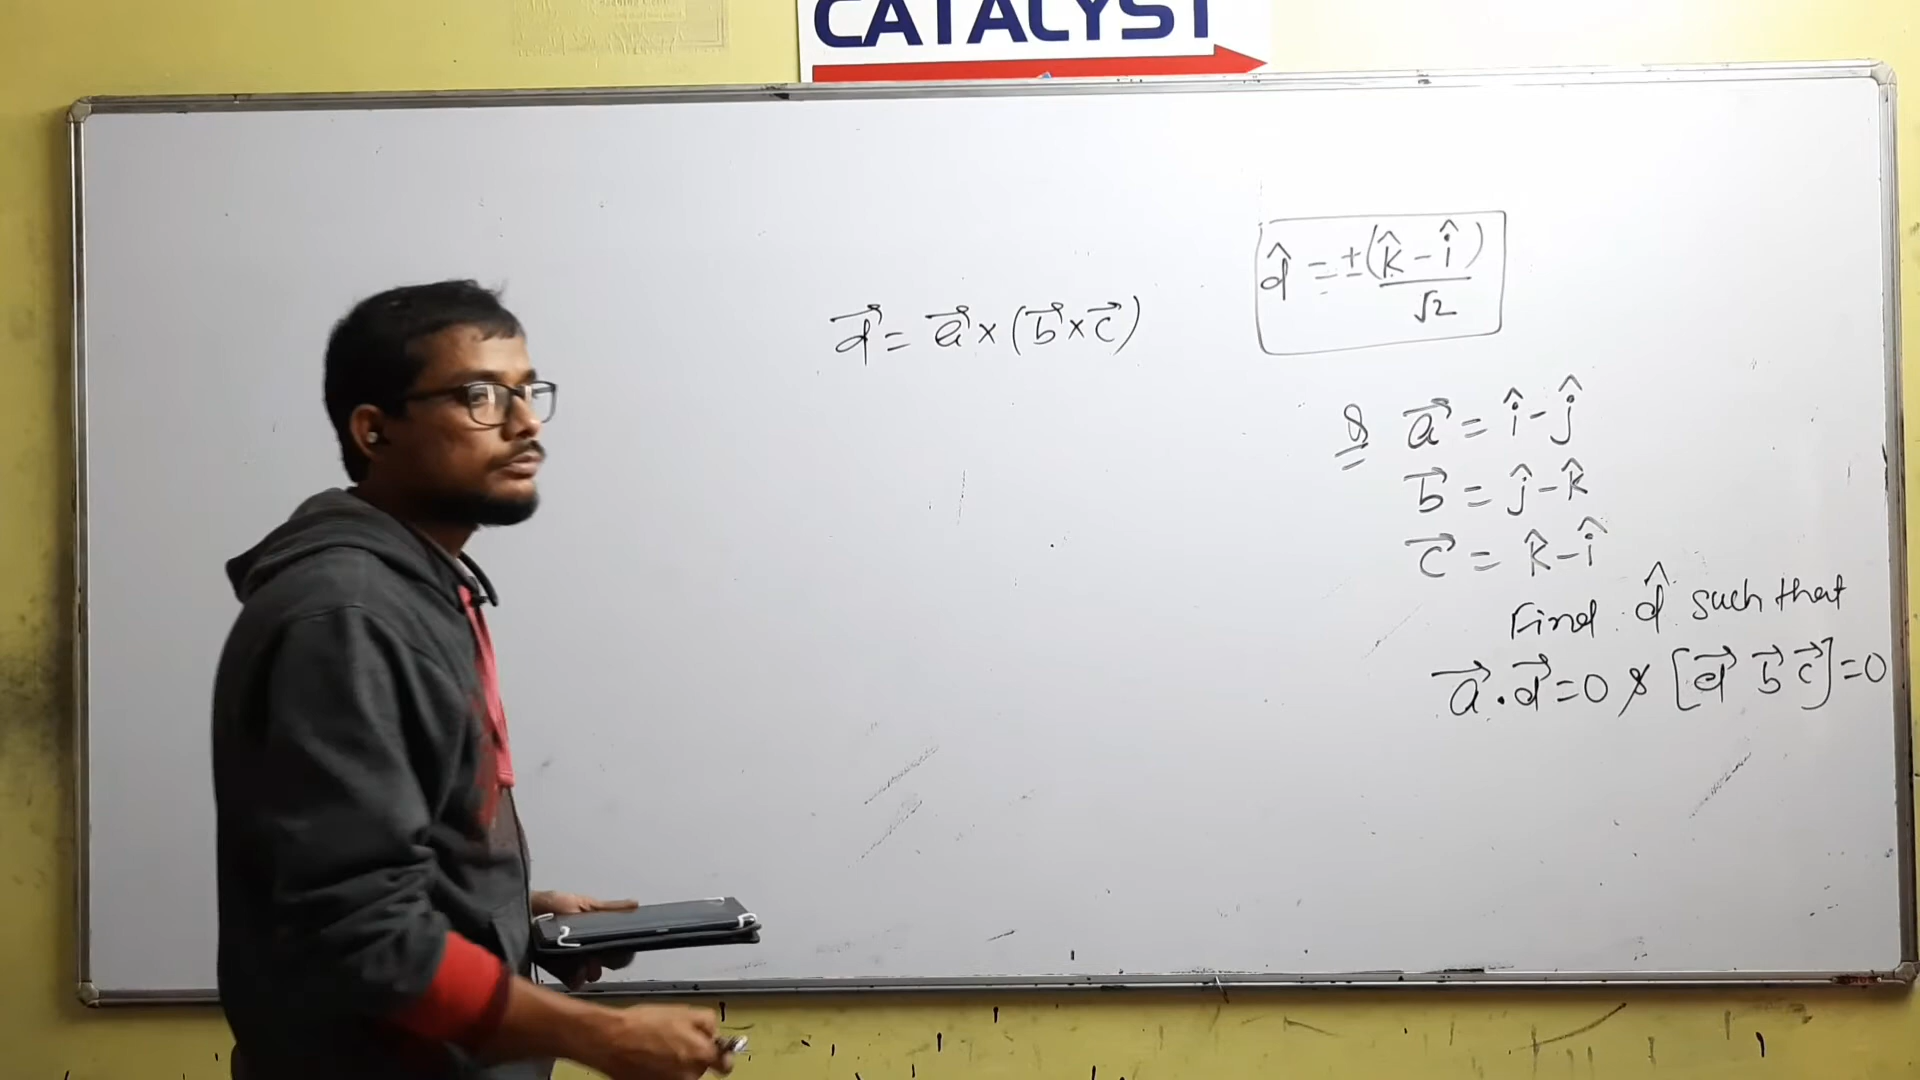 CATALYST
d̂ = ±(k̂ - î)/√2
d⃗ = a⃗ × (b⃗ × c⃗)
Q a⃗ = î - ĵ
b⃗ = ĵ - k̂
c⃗ = k̂ - î
Find d̂ such that
a⃗ . d⃗ = 0 & [d⃗ b⃗ c⃗] = 0